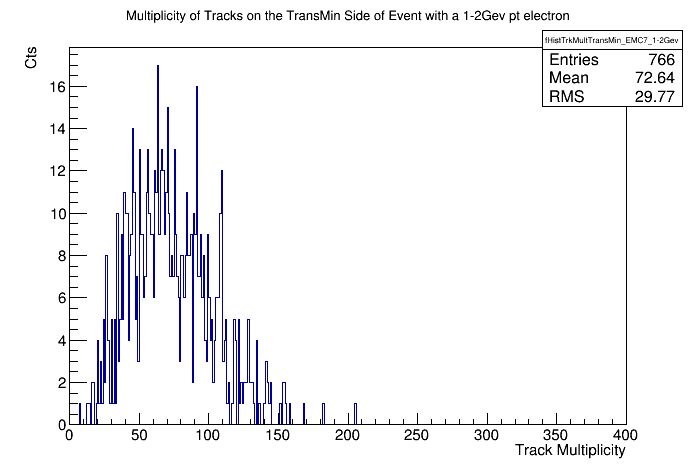 Multiplicity of Tracks on the TransMin Side of Event with a 1-2Gev pt electron
fHistTrkMultTransMin_EMC7_1-2Gev
Entries 766
Mean 72.64
RMS 29.77
Cts
16
14
12
10
8
6
4
2
0
0 50 100 150 200 250 300 350 400
Track Multiplicity